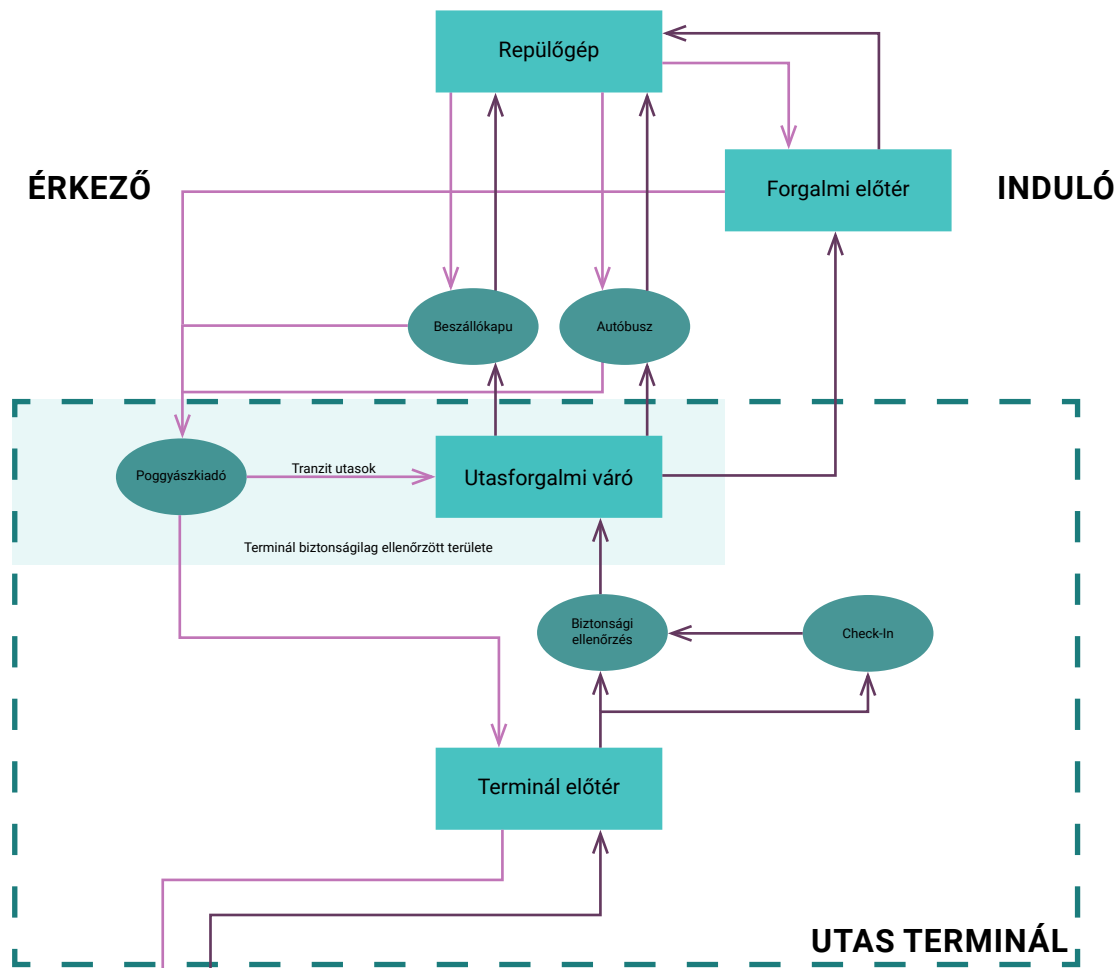 Repülőgép
ÉRKEZŐ
Forgalmi előtér
INDULÓ
Beszállókapu
Autóbusz
Poggyászkiadó
Tranzit utasok
Utasforgalmi váró
Terminál biztonságilag ellenőrzött területe
Biztonsági
ellenőrzés
Check-In
Terminál előtér
UTAS TERMINÁL